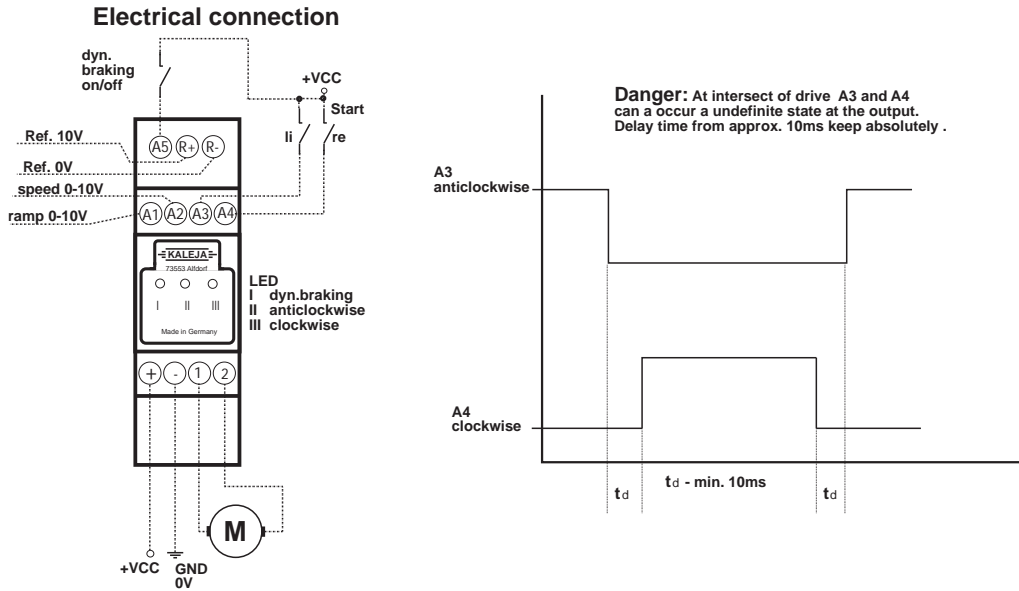 Electrical connection
dyn.
braking
on/off
+VCC
Start
li
re
Ref. 10V
Ref. 0V
speed 0-10V
ramp 0-10V
A5 R+ R-
A1 A2 A3 A4
KALEJA
73553 Alfdorf
I II III
Made in Germany
LED
I dyn.braking
II anticlockwise
III clockwise
+ - 1 2
M
+VCC
GND
0V
Danger: At intersect of drive A3 and A4
can a occur a undefinite state at the output.
Delay time from approx. 10ms keep absolutely .
A3
anticlockwise
A4
clockwise
td
td - min. 10ms
td